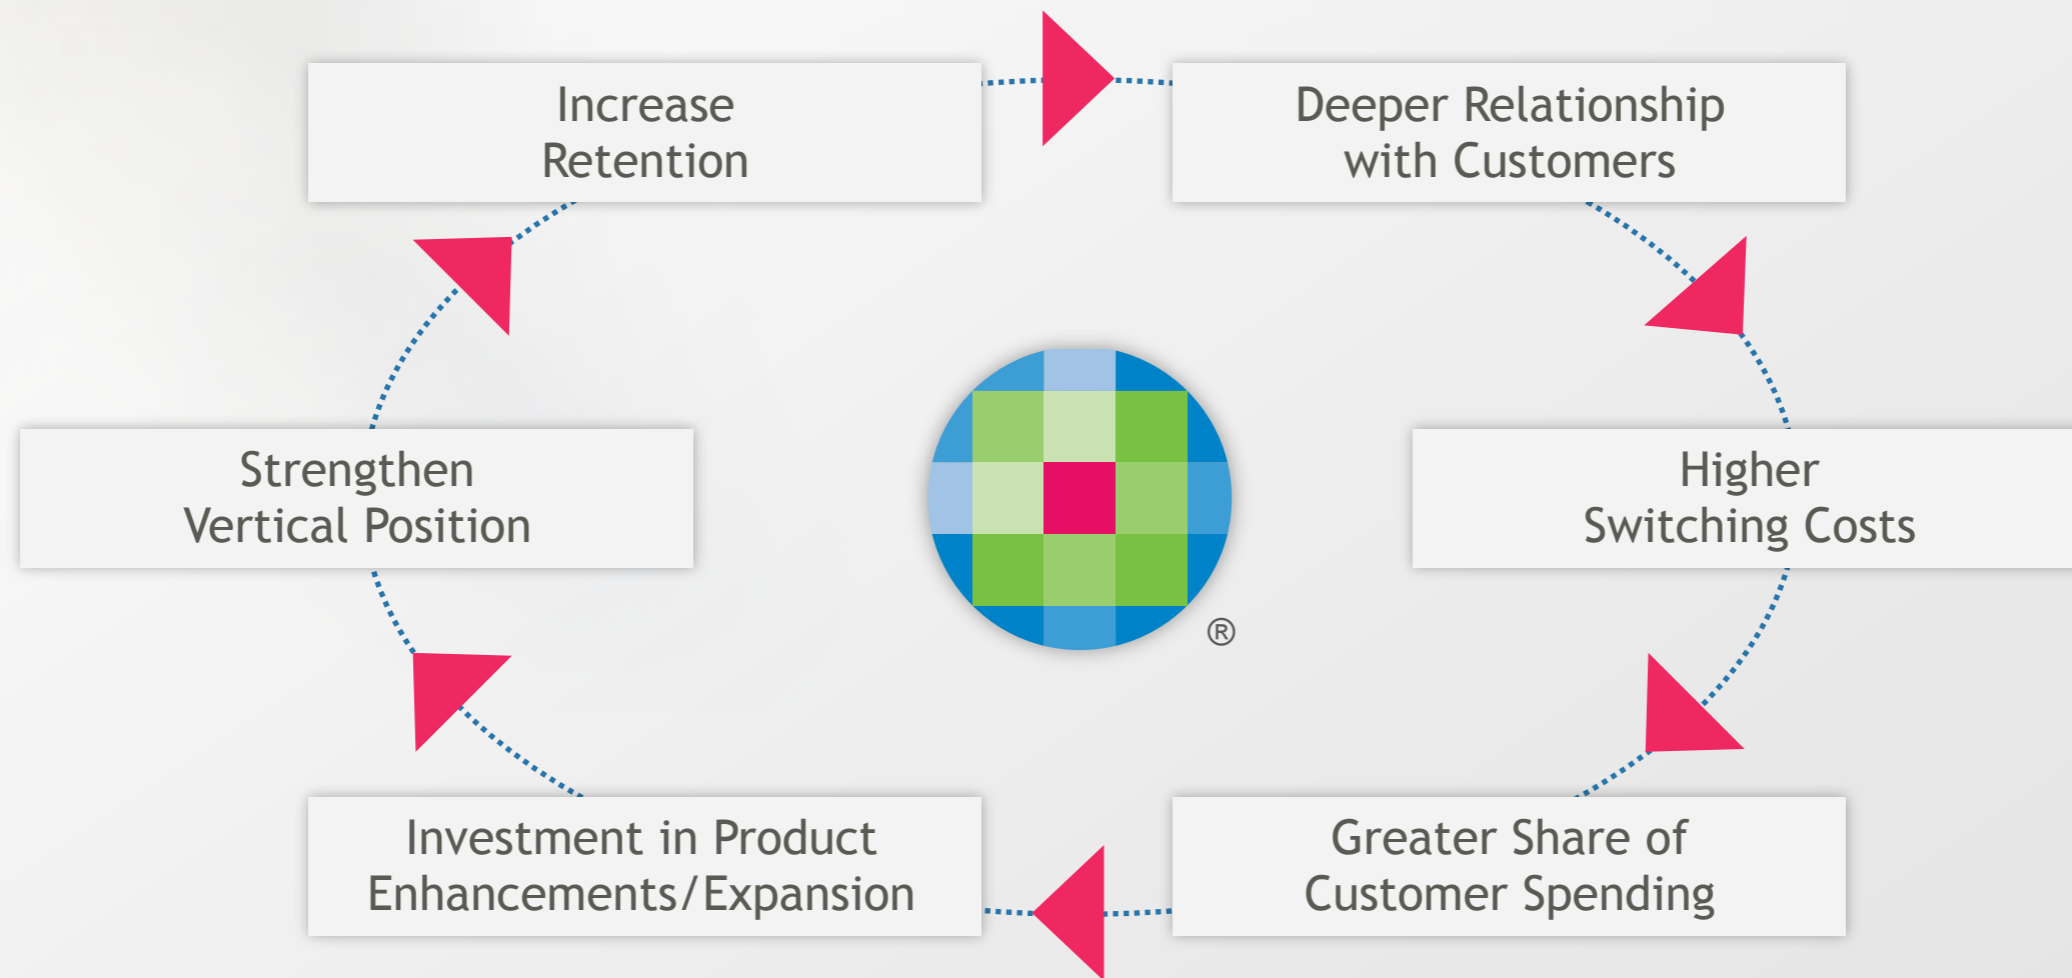 Increase
Retention
Deeper Relationship
with Customers
Strengthen
Vertical Position
Higher
Switching Costs
®
Investment in Product
Enhancements/Expansion
Greater Share of
Customer Spending